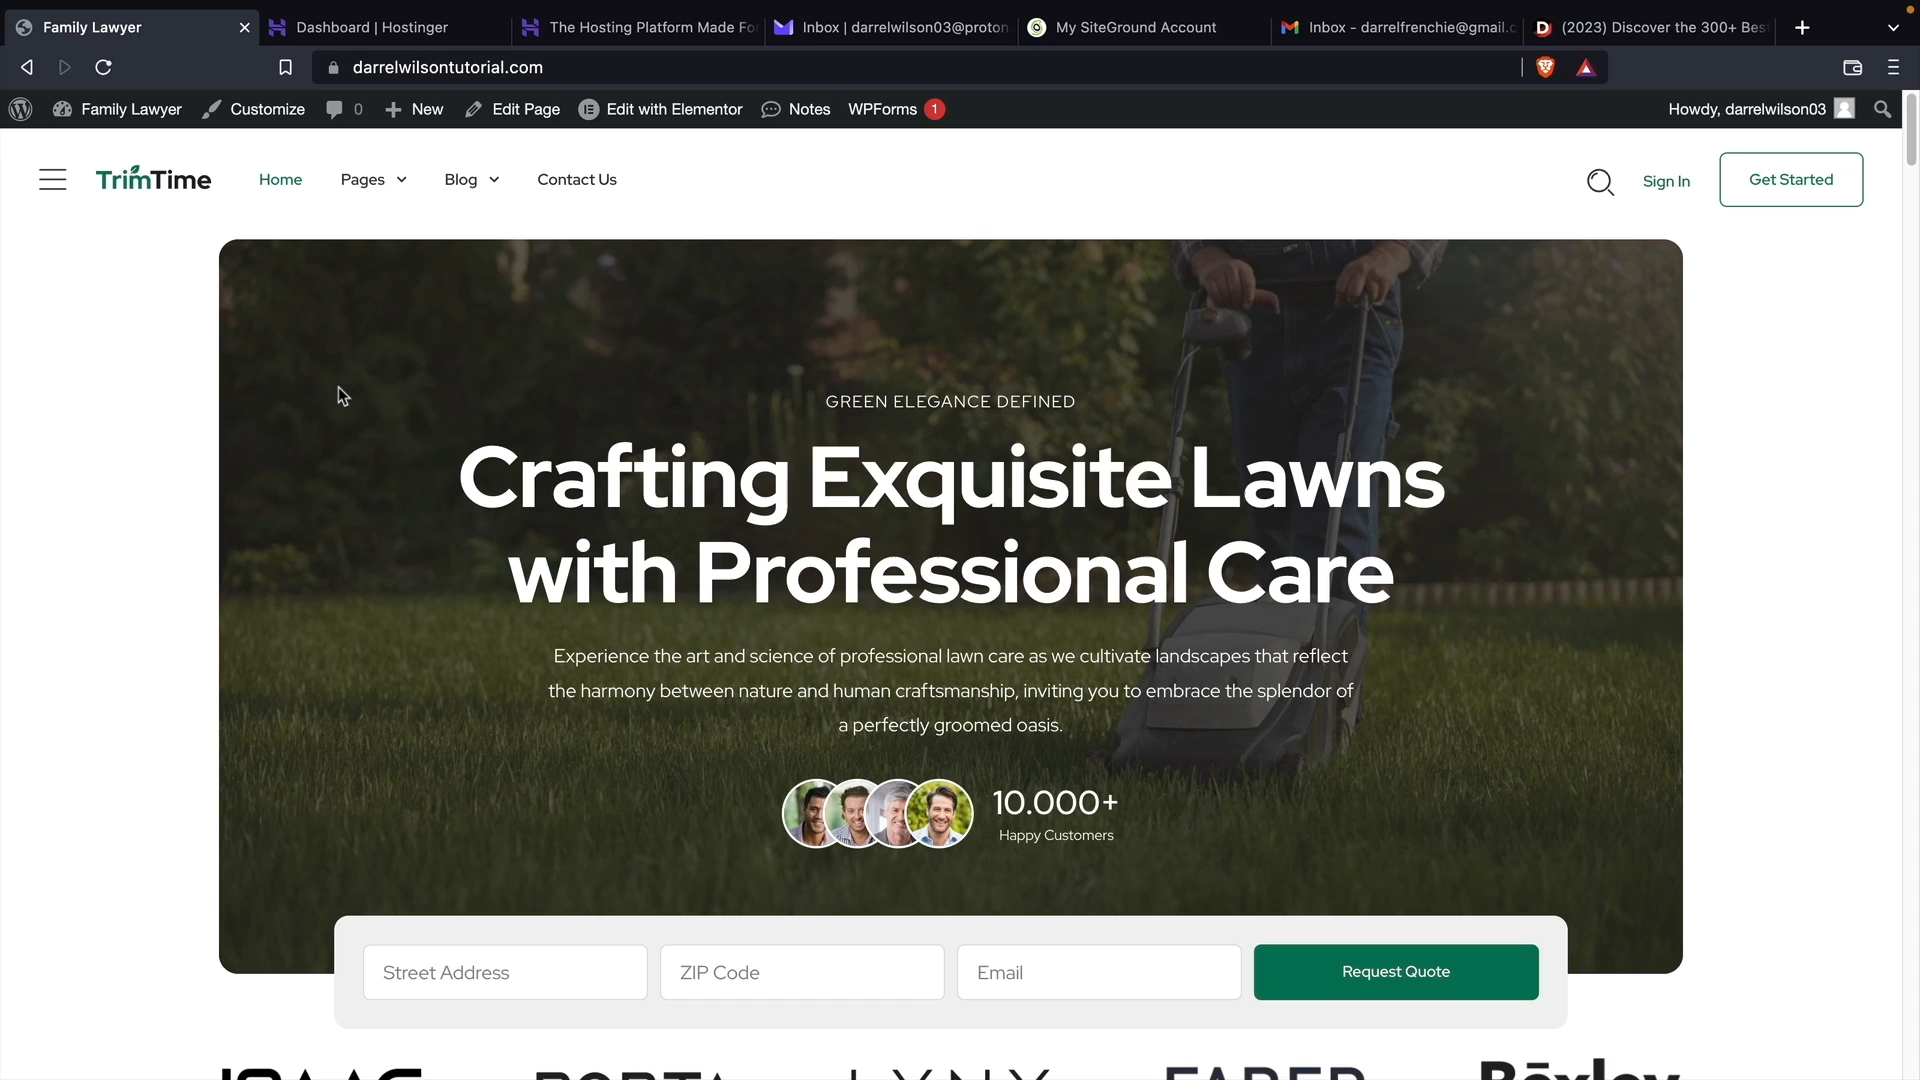 Family Lawyer
Dashboard | Hostinger
The Hosting Platform Made Fo
Inbox | darrelwilson03@proton
My SiteGround Account
Inbox - darrelfrenchie@gmail.c
(2023) Discover the 300+ Bes
darrelwilsontutorial.com
Family Lawyer
Customize
0
New
Edit Page
Edit with Elementor
Notes
WPForms 1
Howdy, darrelwilson03
TrimTime
Home
Pages
Blog
Contact Us
Sign In
Get Started
GREEN ELEGANCE DEFINED
Crafting Exquisite Lawns
with Professional Care
Experience the art and science of professional lawn care as we cultivate landscapes that reflect
the harmony between nature and human craftsmanship, inviting you to embrace the splendor of
a perfectly groomed oasis.
10.000+
Happy Customers
Street Address
ZIP Code
Email
Request Quote